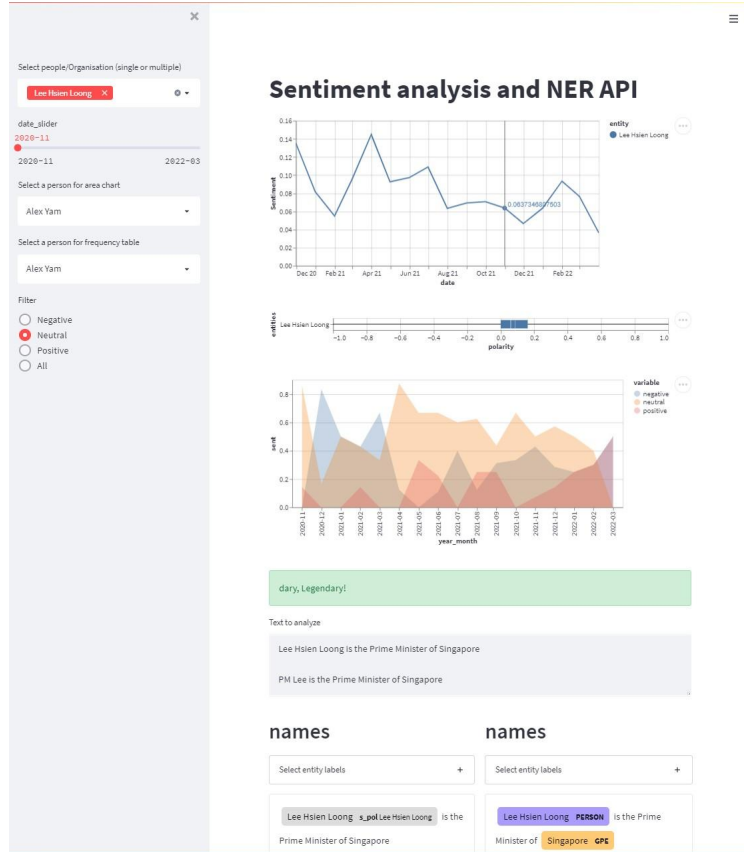 ×
Select people/Organisation (single or multiple)
Lee Hsien Loong ×
date_slider
2020-11
2020-11 2022-03
Select a person for area chart
Alex Yam
Select a person for frequency table
Alex Yam
Filter
Negative
Neutral
Positive
All
Sentiment analysis and NER API
0.16
0.14
0.12
0.10
0.08
0.06
0.04
0.02
0.00
Sentiment
Dec 20 Feb 21 Apr 21 Jun 21 Aug 21 Oct 21 Dec 21 Feb 22
date
entity
Lee Hsien Loong
entities
Lee Hsien Loong
−1.0 −0.8 −0.6 −0.4 −0.2 0.0 0.2 0.4 0.6 0.8 1.0
polarity
0.8
0.6
0.4
0.2
0.0
sent
2020-11 2020-12 2021-01 2021-02 2021-03 2021-04 2021-05 2021-06 2021-07 2021-08 2021-09 2021-10 2021-11 2021-12 2022-01 2022-02 2022-03
year_month
variable
negative
neutral
positive
dary, Legendary!
Text to analyze
Lee Hsien Loong is the Prime Minister of Singapore
PM Lee is the Prime Minister of Singapore
names
Select entity labels +
Lee Hsien Loong s_pol Lee Hsien Loong is the
Prime Minister of Singapore
names
Select entity labels +
Lee Hsien Loong PERSON is the Prime
Minister of Singapore GPE